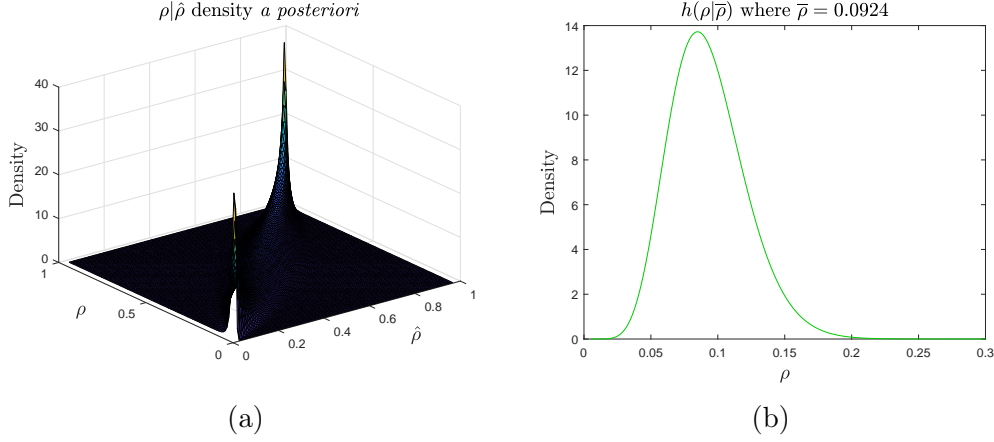 ρ|ρ̂ density a posteriori
Density
40
30
20
10
0
1
0.5
0
ρ
0
0.2
0.4
0.6
0.8
1
ρ̂
(a)
h(ρ|ρ̅) where ρ̅ = 0.0924
Density
14
12
10
8
6
4
2
0
0 0.05 0.1 0.15 0.2 0.25 0.3
ρ
(b)